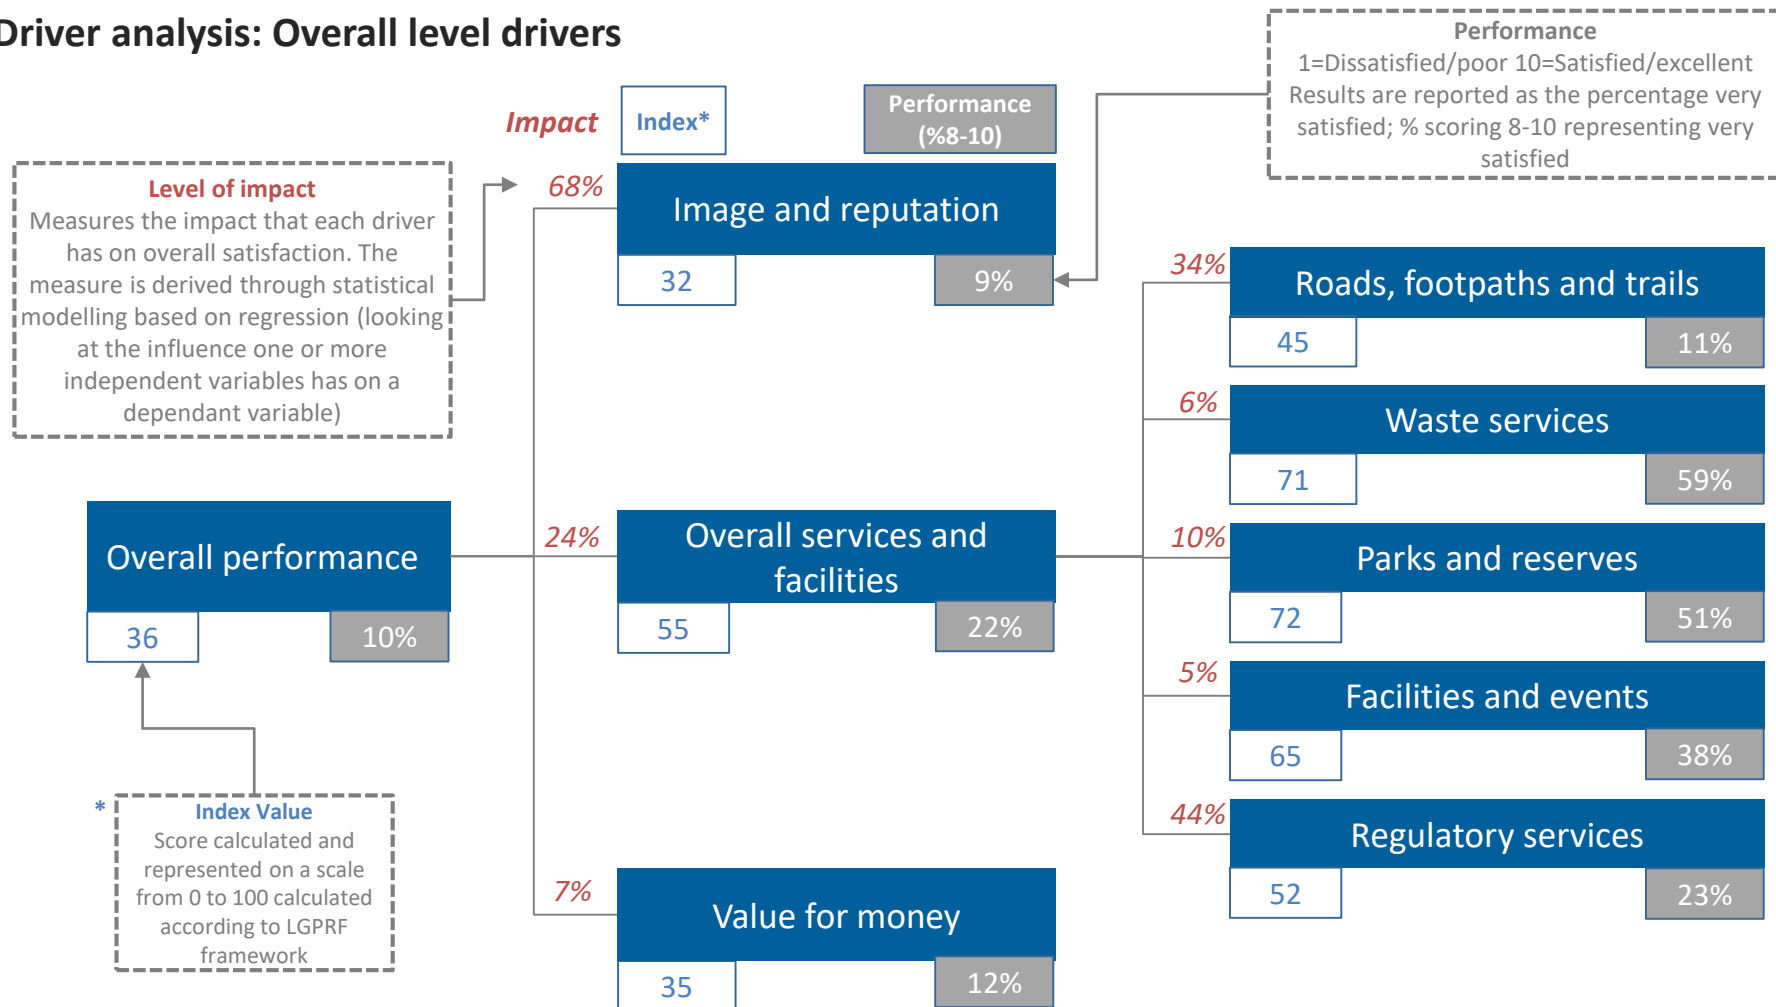 Driver analysis: Overall level drivers
Performance
1=Dissatisfied/poor 10=Satisfied/excellent
Results are reported as the percentage very
satisfied; % scoring 8-10 representing very
satisfied
Impact
Index*
Performance
(%8-10)
Level of impact
Measures the impact that each driver
has on overall satisfaction. The
measure is derived through statistical
modelling based on regression (looking
at the influence one or more
independent variables has on a
dependant variable)
68%
Image and reputation
32
9%
34%
Roads, footpaths and trails
45
11%
6%
Waste services
71
59%
Overall performance
36
10%
24%
Overall services and
facilities
55
22%
10%
Parks and reserves
72
51%
5%
Facilities and events
65
38%
44%
Regulatory services
52
23%
*
Index Value
Score calculated and
represented on a scale
from 0 to 100 calculated
according to LGPRF
framework
7%
Value for money
35
12%